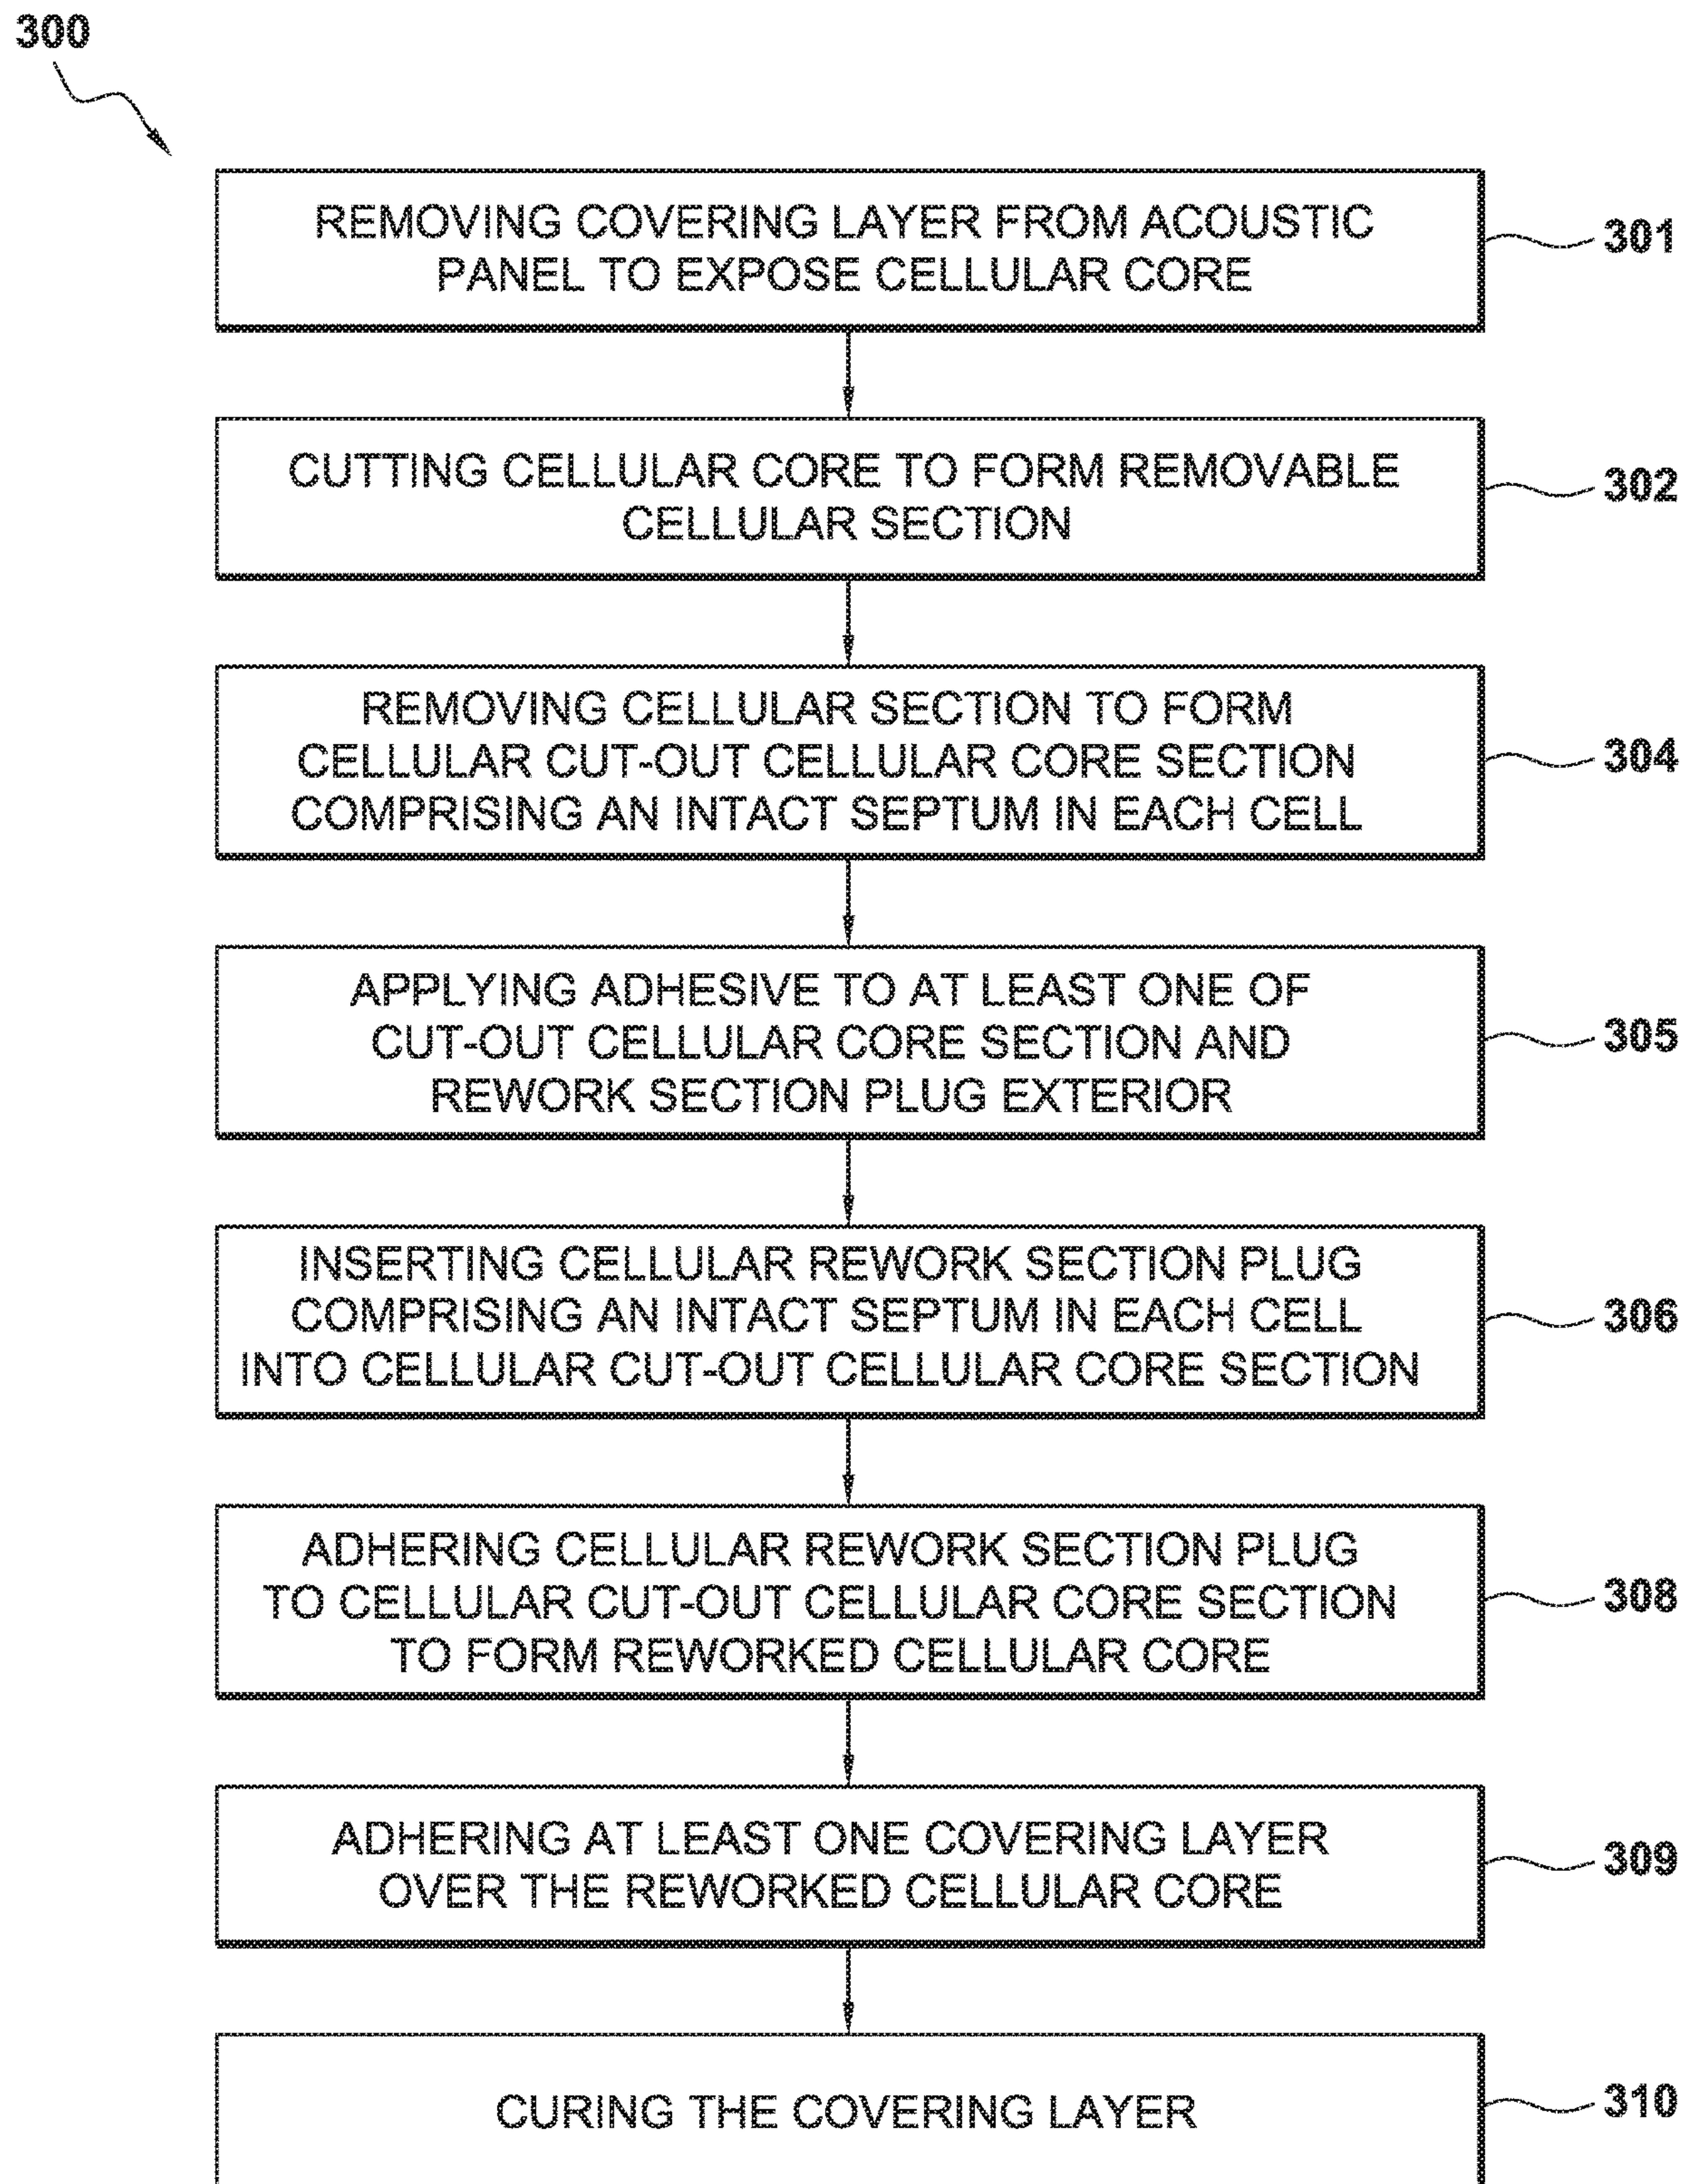 300
REMOVING COVERING LAYER FROM ACOUSTIC
PANEL TO EXPOSE CELLULAR CORE
301
CUTTING CELLULAR CORE TO FORM REMOVABLE
CELLULAR SECTION
302
REMOVING CELLULAR SECTION TO FORM
CELLULAR CUT-OUT CELLULAR CORE SECTION
COMPRISING AN INTACT SEPTUM IN EACH CELL
304
APPLYING ADHESIVE TO AT LEAST ONE OF
CUT-OUT CELLULAR CORE SECTION AND
REWORK SECTION PLUG EXTERIOR
305
INSERTING CELLULAR REWORK SECTION PLUG
COMPRISING AN INTACT SEPTUM IN EACH CELL
INTO CELLULAR CUT-OUT CELLULAR CORE SECTION
306
ADHERING CELLULAR REWORK SECTION PLUG
TO CELLULAR CUT-OUT CELLULAR CORE SECTION
TO FORM REWORKED CELLULAR CORE
308
ADHERING AT LEAST ONE COVERING LAYER
OVER THE REWORKED CELLULAR CORE
309
CURING THE COVERING LAYER
310